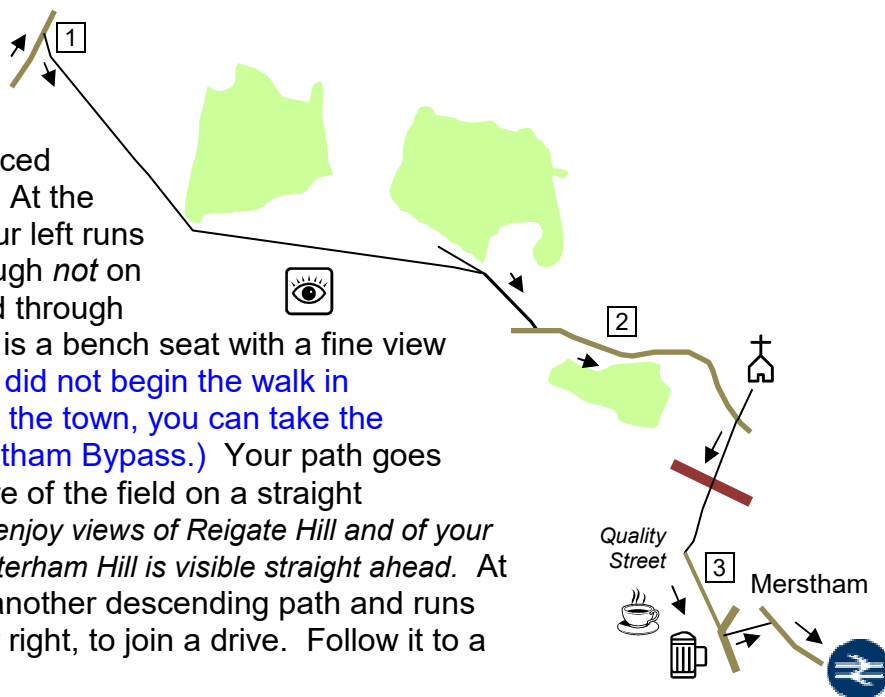 1
ced
At the
ur left runs
ugh not on
d through
is a bench seat with a fine view
did not begin the walk in
the town, you can take the
tham Bypass.) Your path goes
re of the field on a straight
enjoy views of Reigate Hill and of your
terham Hill is visible straight ahead. At
another descending path and runs
r right, to join a drive. Follow it to a
2
Quality
Street
3
Merstham